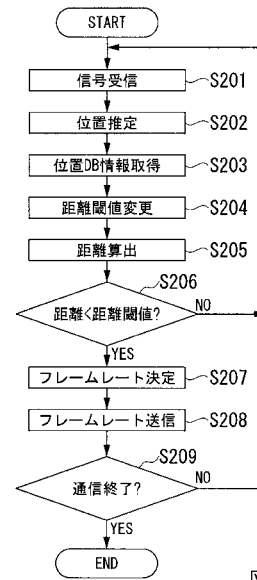 START
信号受信 S201
位置推定 S202
位置DB情報取得 S203
距離閾値変更 S204
距離算出 S205
S206
距離<距離閾値? NO
YES
フレームレート決定 S207
フレームレート送信 S208
S209
通信終了? NO
YES
END